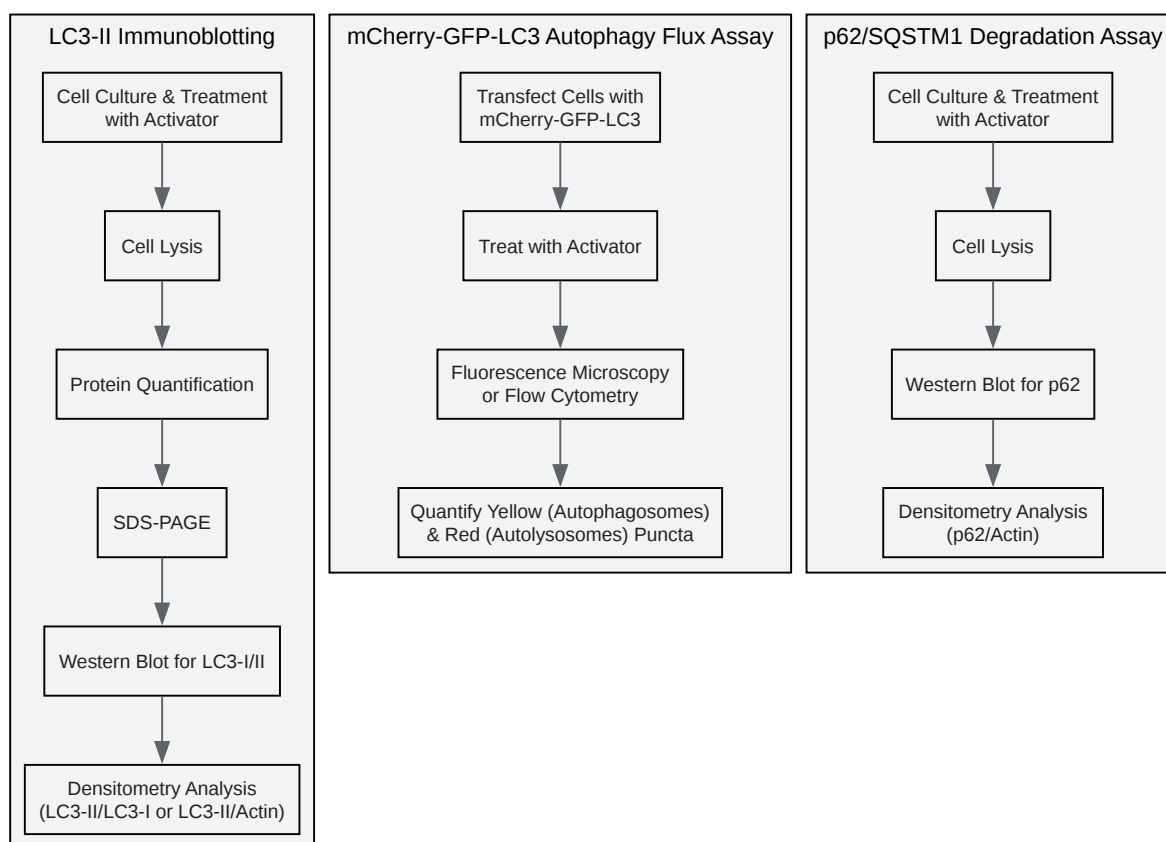 LC3-II Immunoblotting
Cell Culture & Treatment
with Activator
Cell Lysis
Protein Quantification
SDS-PAGE
Western Blot for LC3-I/II
Densitometry Analysis
(LC3-II/LC3-I or LC3-II/Actin)
mCherry-GFP-LC3 Autophagy Flux Assay
Transfect Cells with
mCherry-GFP-LC3
Treat with Activator
Fluorescence Microscopy
or Flow Cytometry
Quantify Yellow (Autophagosomes)
& Red (Autolysosomes) Puncta
p62/SQSTM1 Degradation Assay
Cell Culture & Treatment
with Activator
Cell Lysis
Western Blot for p62
Densitometry Analysis
(p62/Actin)